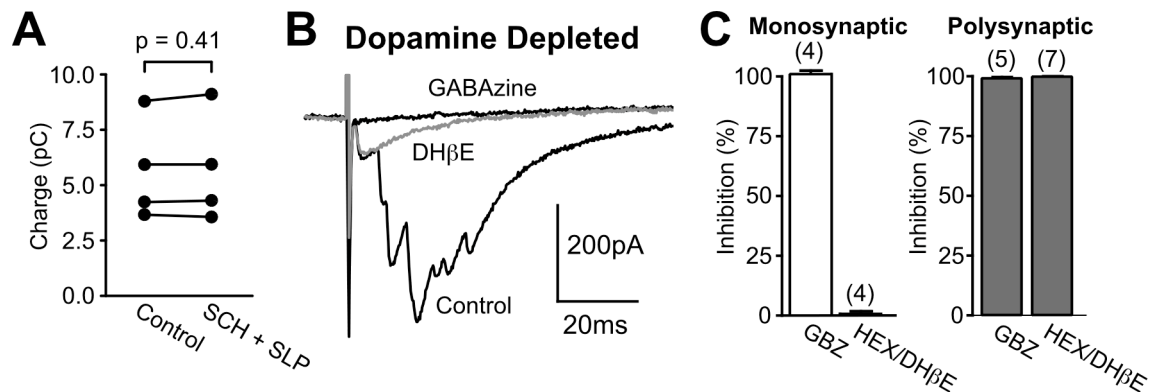 A
p = 0.41
10.0
7.5
5.0
2.5
0.0
Charge (pC)
Control
SCH + SLP
B
Dopamine Depleted
GABAzine
DHβE
Control
200pA
20ms
C
Monosynaptic
(4)
100
75
50
25
0
Inhibition (%)
(4)
GBZ
HEX/DHβE
Polysynaptic
(5)
(7)
100
75
50
25
0
Inhibition (%)
GBZ
HEX/DHβE